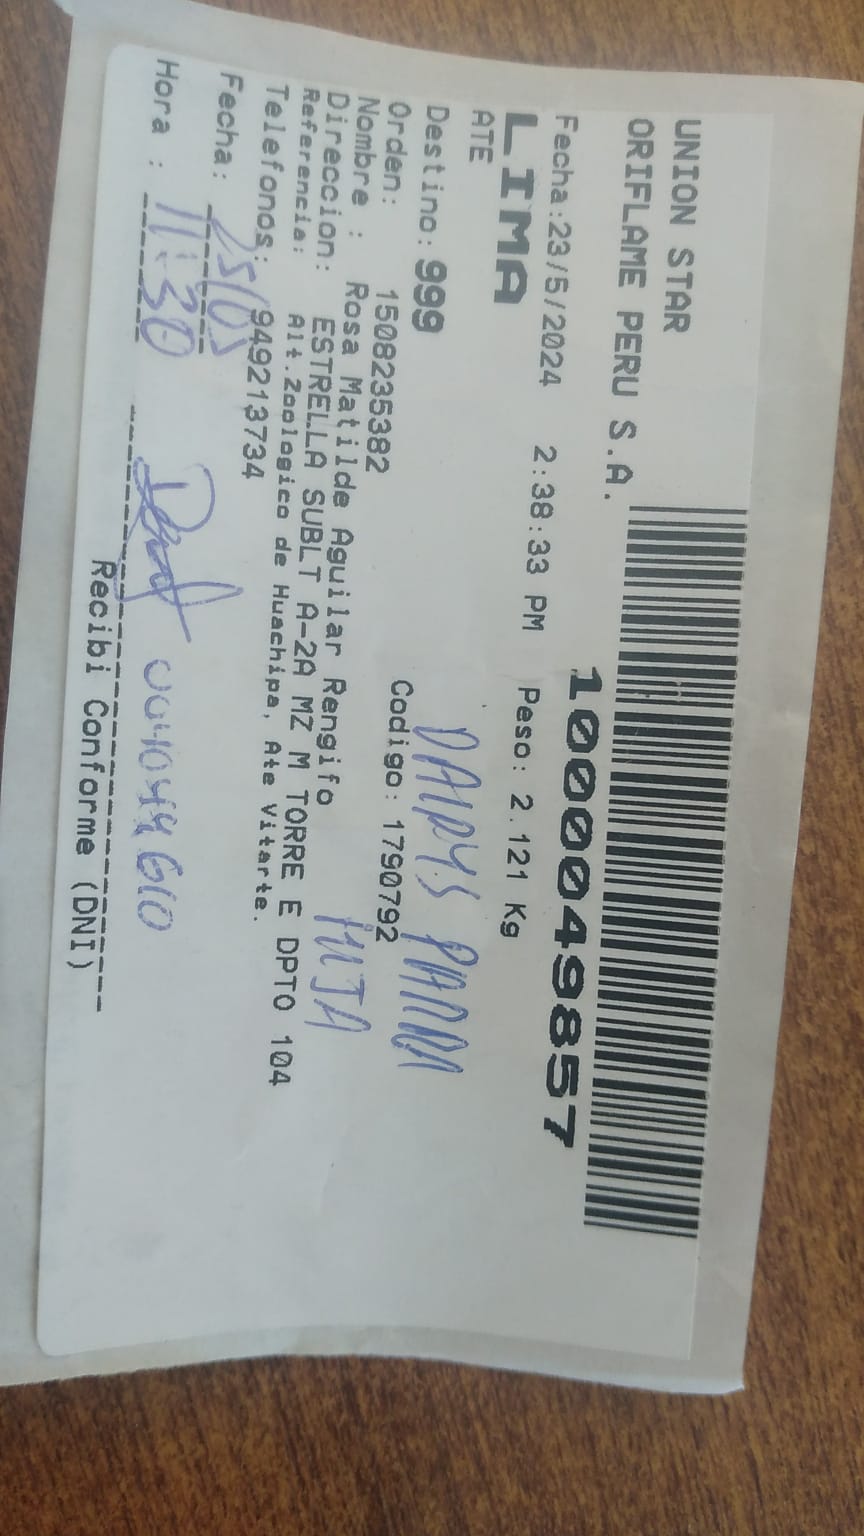 UNION STAR
ORIFLAME PERU S.A.
10000049857
Fecha:23/5/2024 2:38:33 PM Peso: 2.121 Kg
LIMA
ATE
Destino: 999
Orden: 1508235382 Codigo: 1790792
Nombre : Rosa Matilde Aguilar Rengifo
Direccion: ESTRELLA SUBLT A-2A MZ M TORRE E DPTO 104
Referencia: Alt.Zoologico de Huachipa, Ate Vitarte.
Telefonos: 949213734
Fecha: 25/05
Hora : 11:30
Recibi Conforme (DNI)